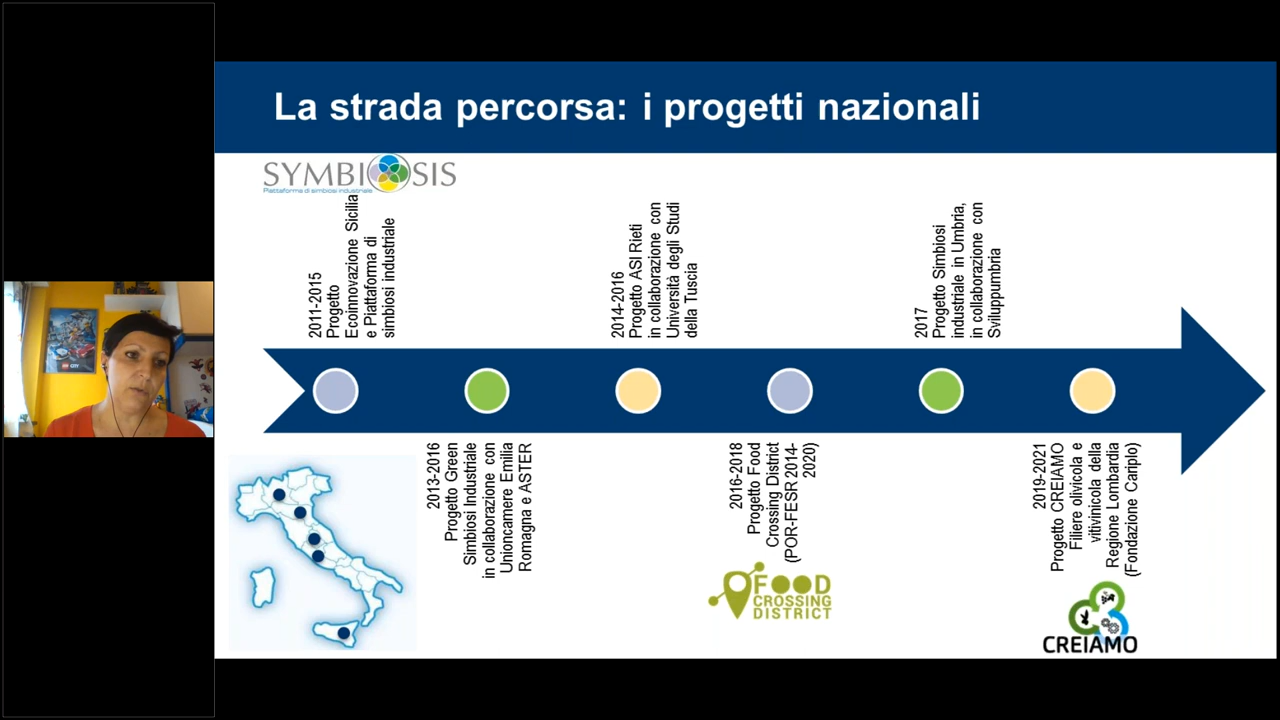 La strada percorsa: i progetti nazionali
SYMBIOSIS
Piattaforma di simbiosi industriale
2011-2015
Progetto
Ecoinnovazione Sicilia
e Piattaforma di
simbiosi industriale
2013-2016
Progetto Green
Simbiosi Industriale
in collaborazione con
Unioncamere Emilia
Romagna e ASTER
2014-2016
Progetto ASI Rieti
in collaborazione con
Università degli Studi
della Tuscia
2016-2018
Progetto Food
Crossing District
(POR-FESR 2014-
2020)
FOOD
CROSSING
DISTRICT
2017
Progetto Simbiosi
industriale in Umbria,
in collaborazione con
Sviluppumbria
2019-2021
Progetto CREIAMO
Filiere olivicola e
vitivinicola della
Regione Lombardia
(Fondazione Cariplo)
CREIAMO
CITY